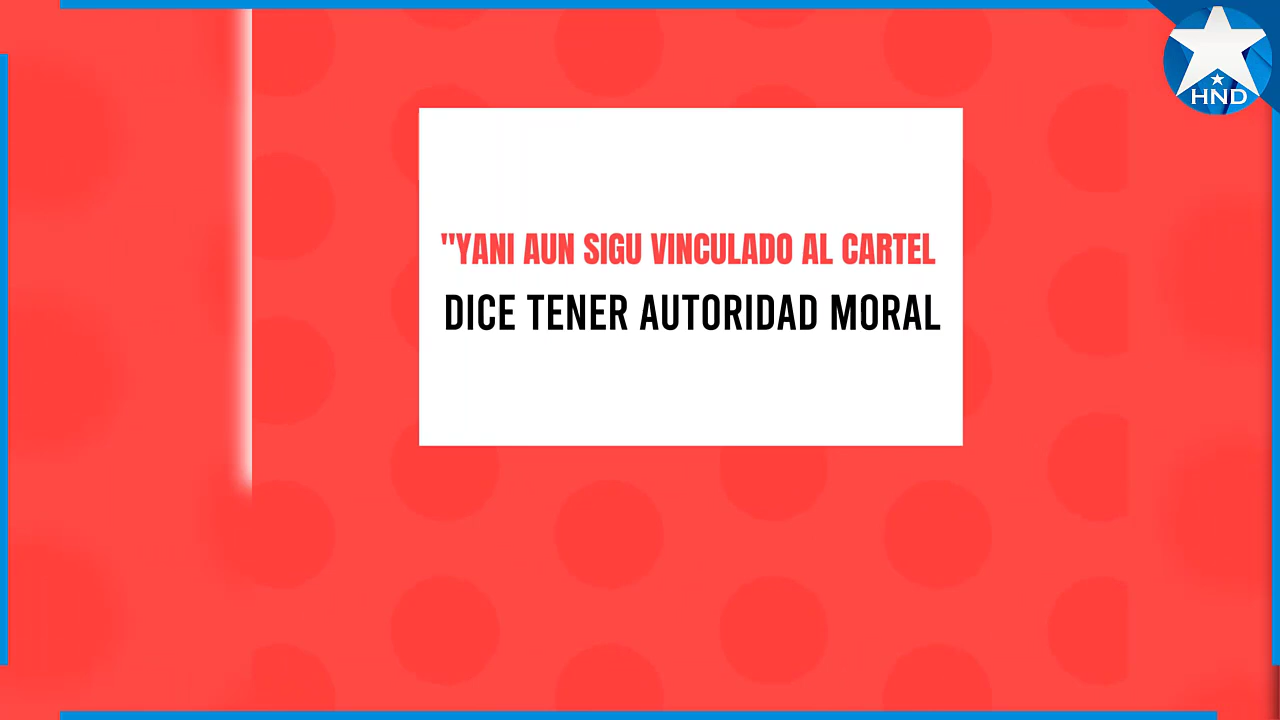 HND
"YANI AUN SIGU VINCULADO AL CARTEL
DICE TENER AUTORIDAD MORAL